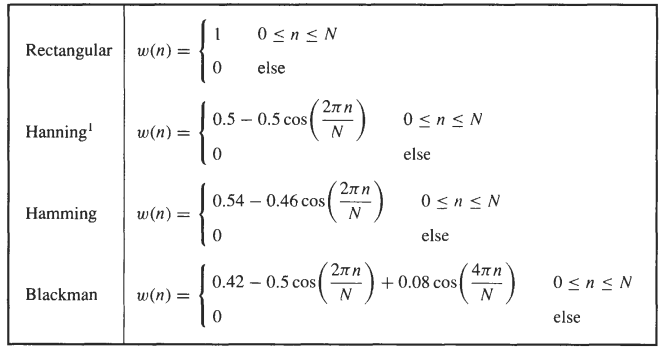 Rectangular w(n) = { 1 0 ≤ n ≤ N
0 else
Hanning¹ w(n) = { 0.5 − 0.5 cos(2πn/N) 0 ≤ n ≤ N
0 else
Hamming w(n) = { 0.54 − 0.46 cos(2πn/N) 0 ≤ n ≤ N
0 else
Blackman w(n) = { 0.42 − 0.5 cos(2πn/N) + 0.08 cos(4πn/N) 0 ≤ n ≤ N
0 else